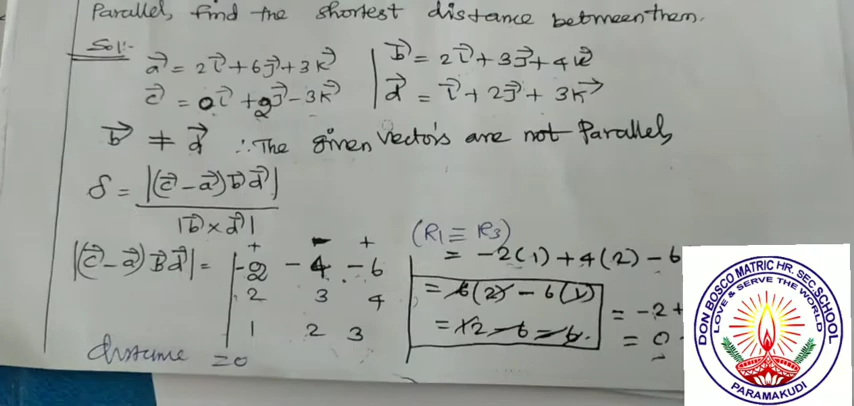 Parallel, find the shortest distance between them.
Sol:-
a⃗ = 2i⃗ + 6j⃗ + 3k⃗
b⃗ = 2i⃗ + 3j⃗ + 4k⃗
c⃗ = 0i⃗ + 2j⃗ - 3k⃗
d⃗ = i⃗ + 2j⃗ + 3k⃗
b⃗ ≠ d⃗ ∴ The given vectors are not Parallel,
δ = |(c⃗ - a⃗) b⃗ d⃗| / |b⃗ × d⃗|
|(c⃗ - a⃗) b⃗ d⃗| = | -2 -4 -6
2 3 4
1 2 3
distance = 0
(R1 ≡ R3)
= -2(1) + 4(2) - 6
= 6(2) - 6(1)
= 12 - 6 = 6.
= -2 +
= 0
DON BOSCO MATRIC HR. SEC. SCHOOL
LOVE & SERVE THE WORLD
PARAMAKUDI